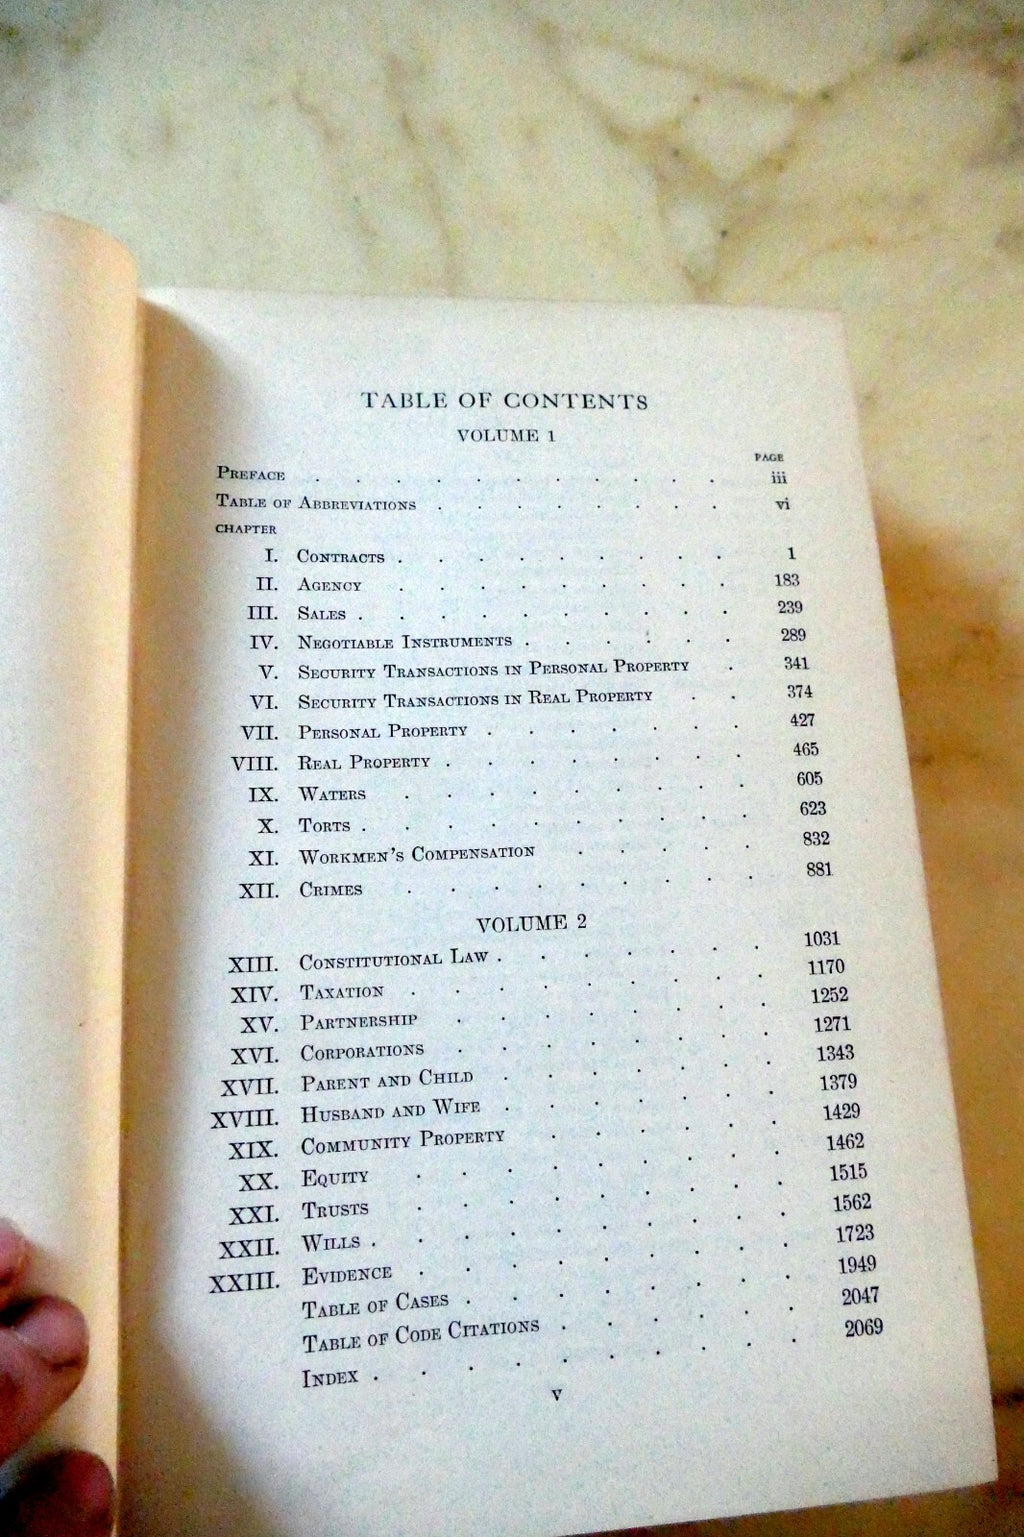 TABLE OF CONTENTS
VOLUME 1
PAGE
PREFACE . . . . . . . . . . . iii
TABLE OF ABBREVIATIONS . . . . . . . . vi
CHAPTER
I. CONTRACTS . . . . . . . . . 1
II. AGENCY . . . . . . . . . 183
III. SALES . . . . . . . . . . 239
IV. NEGOTIABLE INSTRUMENTS . . . . . . 289
V. SECURITY TRANSACTIONS IN PERSONAL PROPERTY . 341
VI. SECURITY TRANSACTIONS IN REAL PROPERTY . . 374
VII. PERSONAL PROPERTY . . . . . . . 427
VIII. REAL PROPERTY . . . . . . . . 465
IX. WATERS . . . . . . . . . 605
X. TORTS . . . . . . . . . . 623
XI. WORKMEN'S COMPENSATION . . . . . 832
XII. CRIMES . . . . . . . . . 881
VOLUME 2
XIII. CONSTITUTIONAL LAW . . . . . . . 1031
XIV. TAXATION . . . . . . . . . 1170
XV. PARTNERSHIP . . . . . . . . 1252
XVI. CORPORATIONS . . . . . . . . 1271
XVII. PARENT AND CHILD . . . . . . . 1343
XVIII. HUSBAND AND WIFE . . . . . . . 1379
XIX. COMMUNITY PROPERTY . . . . . . 1429
XX. EQUITY . . . . . . . . . 1462
XXI. TRUSTS . . . . . . . . . 1515
XXII. WILLS . . . . . . . . . . 1562
XXIII. EVIDENCE . . . . . . . . . 1723
TABLE OF CASES . . . . . . . . 1949
TABLE OF CODE CITATIONS . . . . . . 2047
INDEX . . . . . . . . . . 2069
v